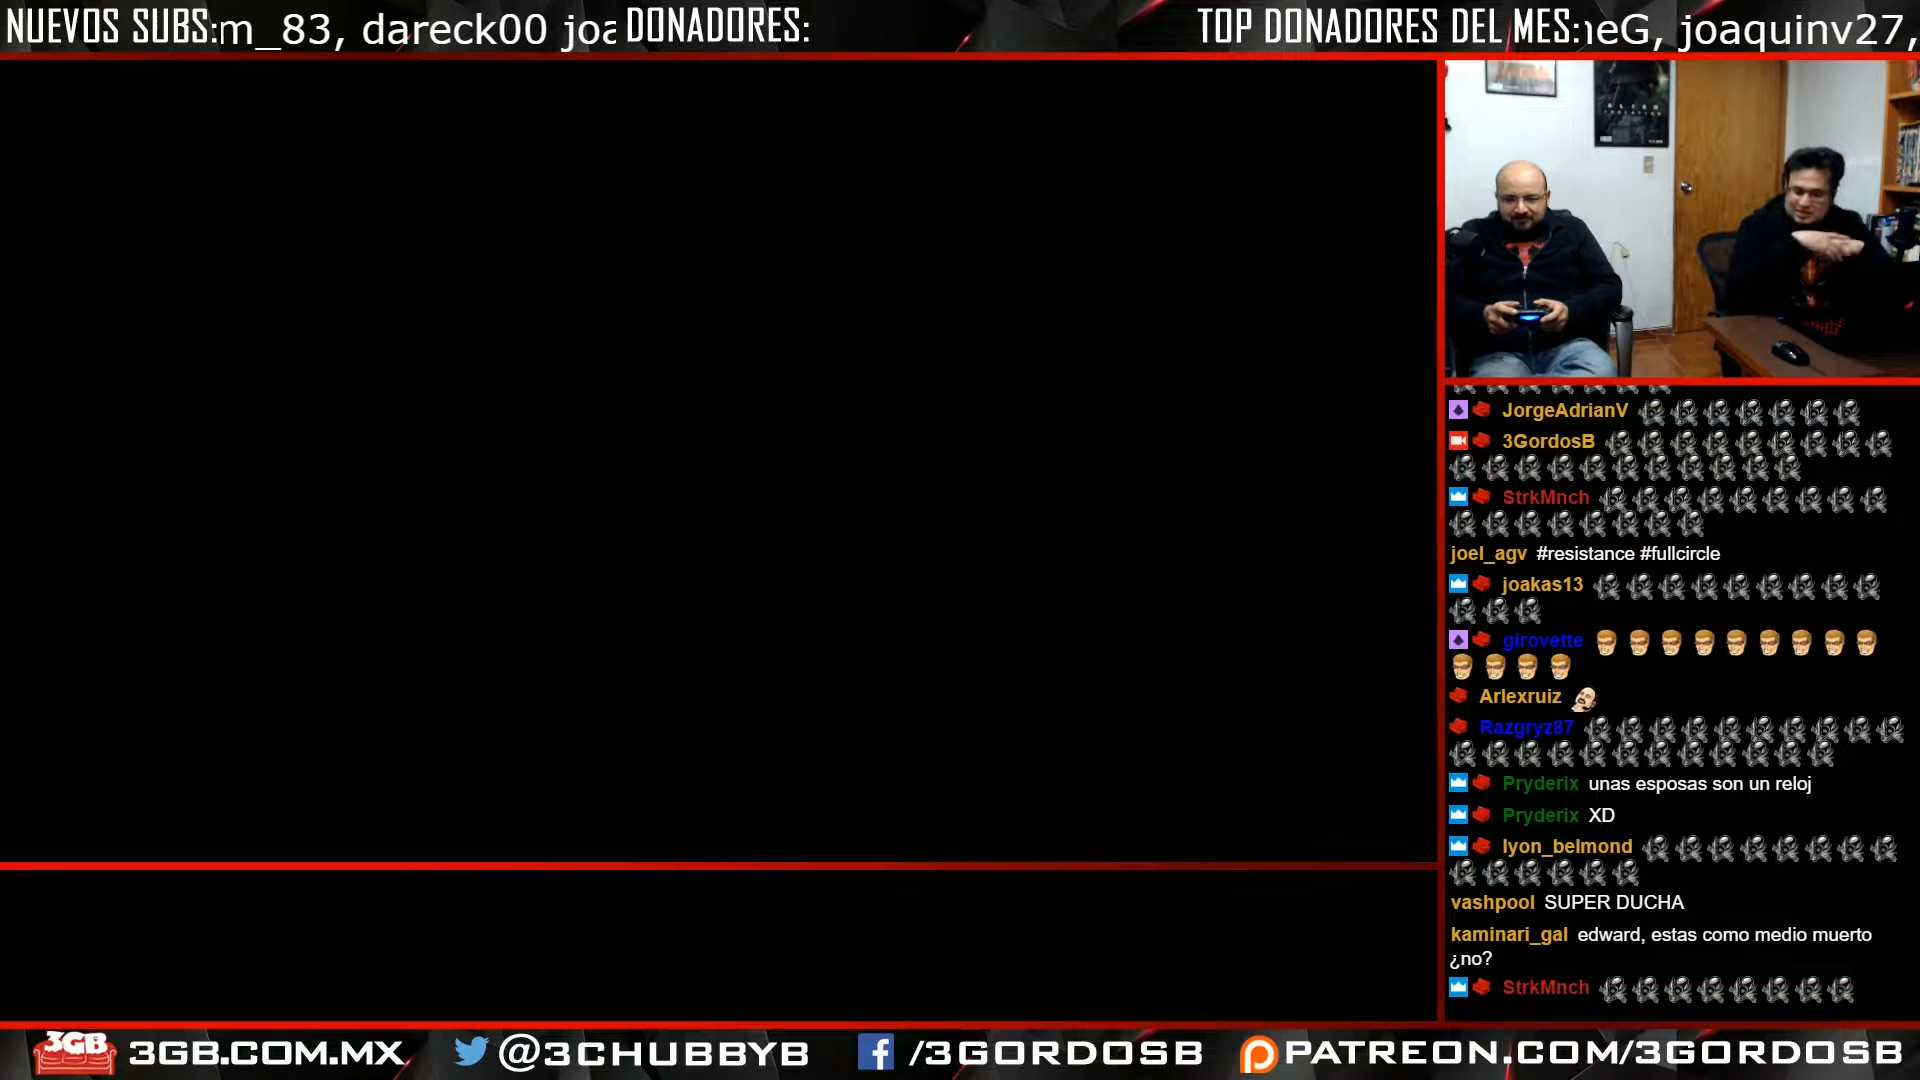 NUEVOS SUBS:
m_83, dareck00 joa
DONADORES:
TOP DONADORES DEL MES:
neG, joaquinv27,
ALIEN
JorgeAdrianV
3GordosB
StrkMnch
joel_agv #resistance #fullcircle
joakas13
girovette
Arlexruiz
Razgryz87
Pryderix unas esposas son un reloj
Pryderix XD
lyon_belmond
vashpool SUPER DUCHA
kaminari_gal edward, estas como medio muerto
¿no?
StrkMnch
3GB 3GB.COM.MX @3CHUBBYB /3GORDOSB PATREON.COM/3GORDOSB